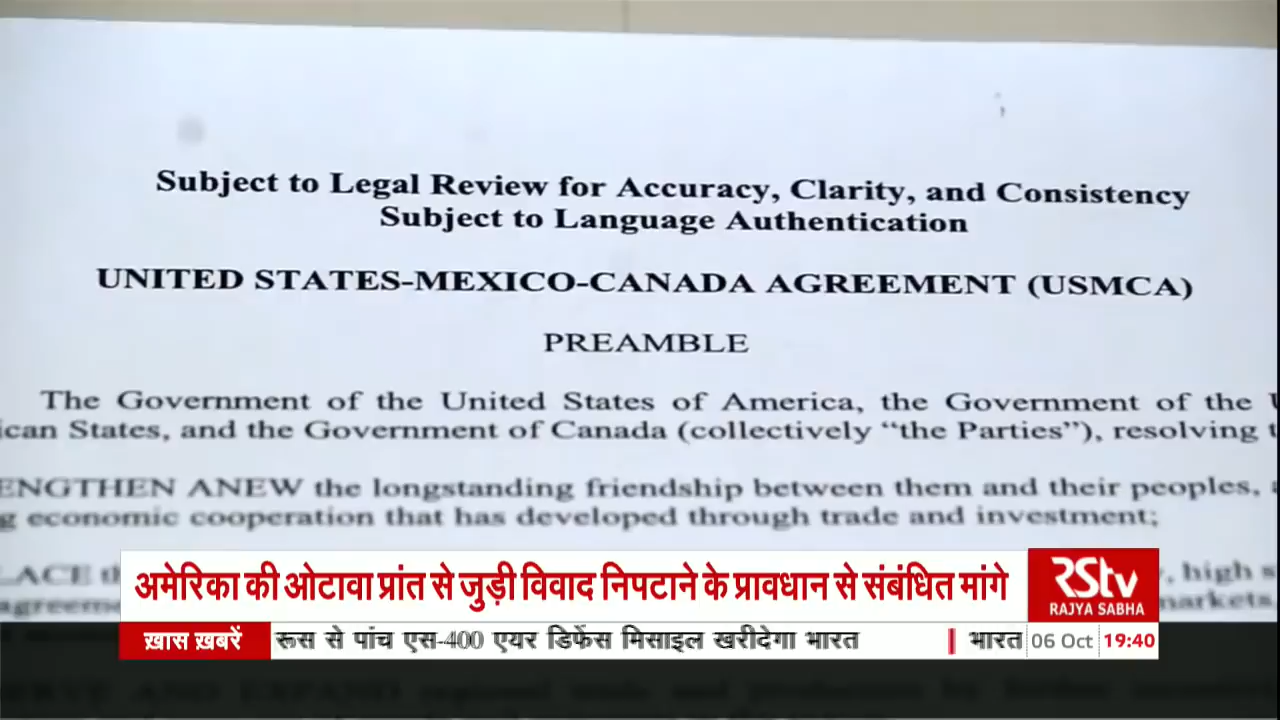 Subject to Legal Review for Accuracy, Clarity, and Consistency
Subject to Language Authentication
UNITED STATES-MEXICO-CANADA AGREEMENT (USMCA)
PREAMBLE
The Government of the United States of America, the Government of the
ican States, and the Government of Canada (collectively “the Parties”), resolving
ENGTHEN ANEW the longstanding friendship between them and their peoples,
g economic cooperation that has developed through trade and investment;
LACE
, high
agreeme
markets
अमेरिका की ओटावा प्रांत से जुड़ी विवाद निपटाने के प्रावधान से संबंधित मांगे
RStv
RAJYA SABHA
ख़ास ख़बरें
रूस से पांच एस-400 एयर डिफेंस मिसाइल खरीदेगा भारत
| भारत
06 Oct
19:40